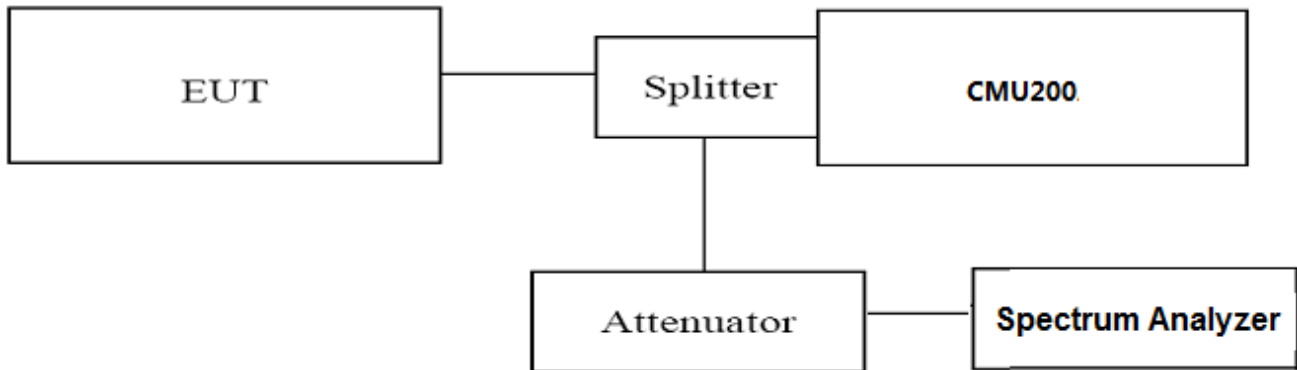 EUT
Splitter
CMU200.
Attenuator
Spectrum Analyzer